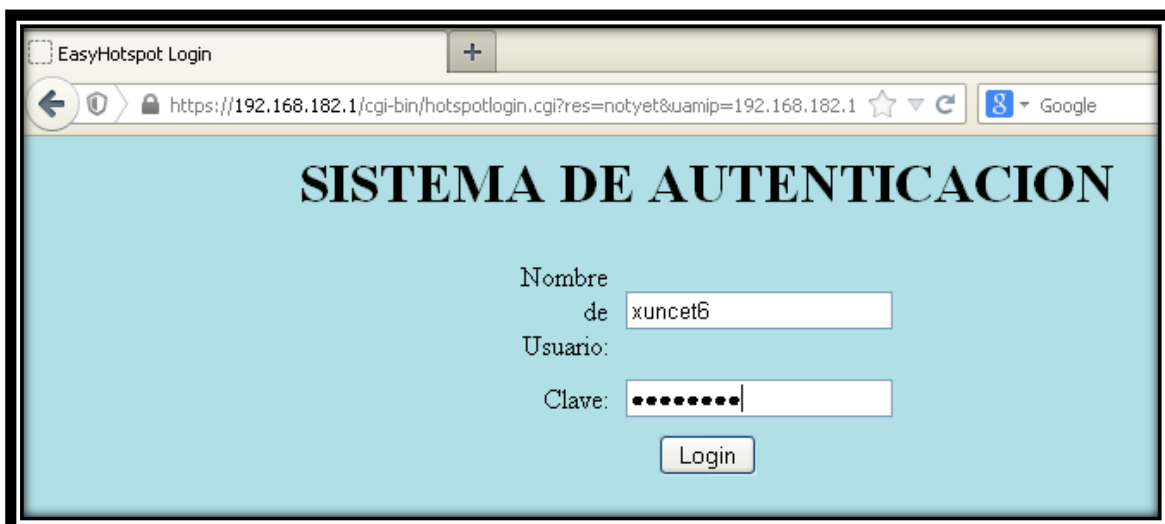 EasyHotspot Login
https://192.168.182.1/cgi-bin/hotspotlogin.cgi?res=notyet&uamip=192.168.182.1
8 Google
SISTEMA DE AUTENTICACION
Nombre
de
Usuario:
xuncet6
Clave: ••••••••
Login